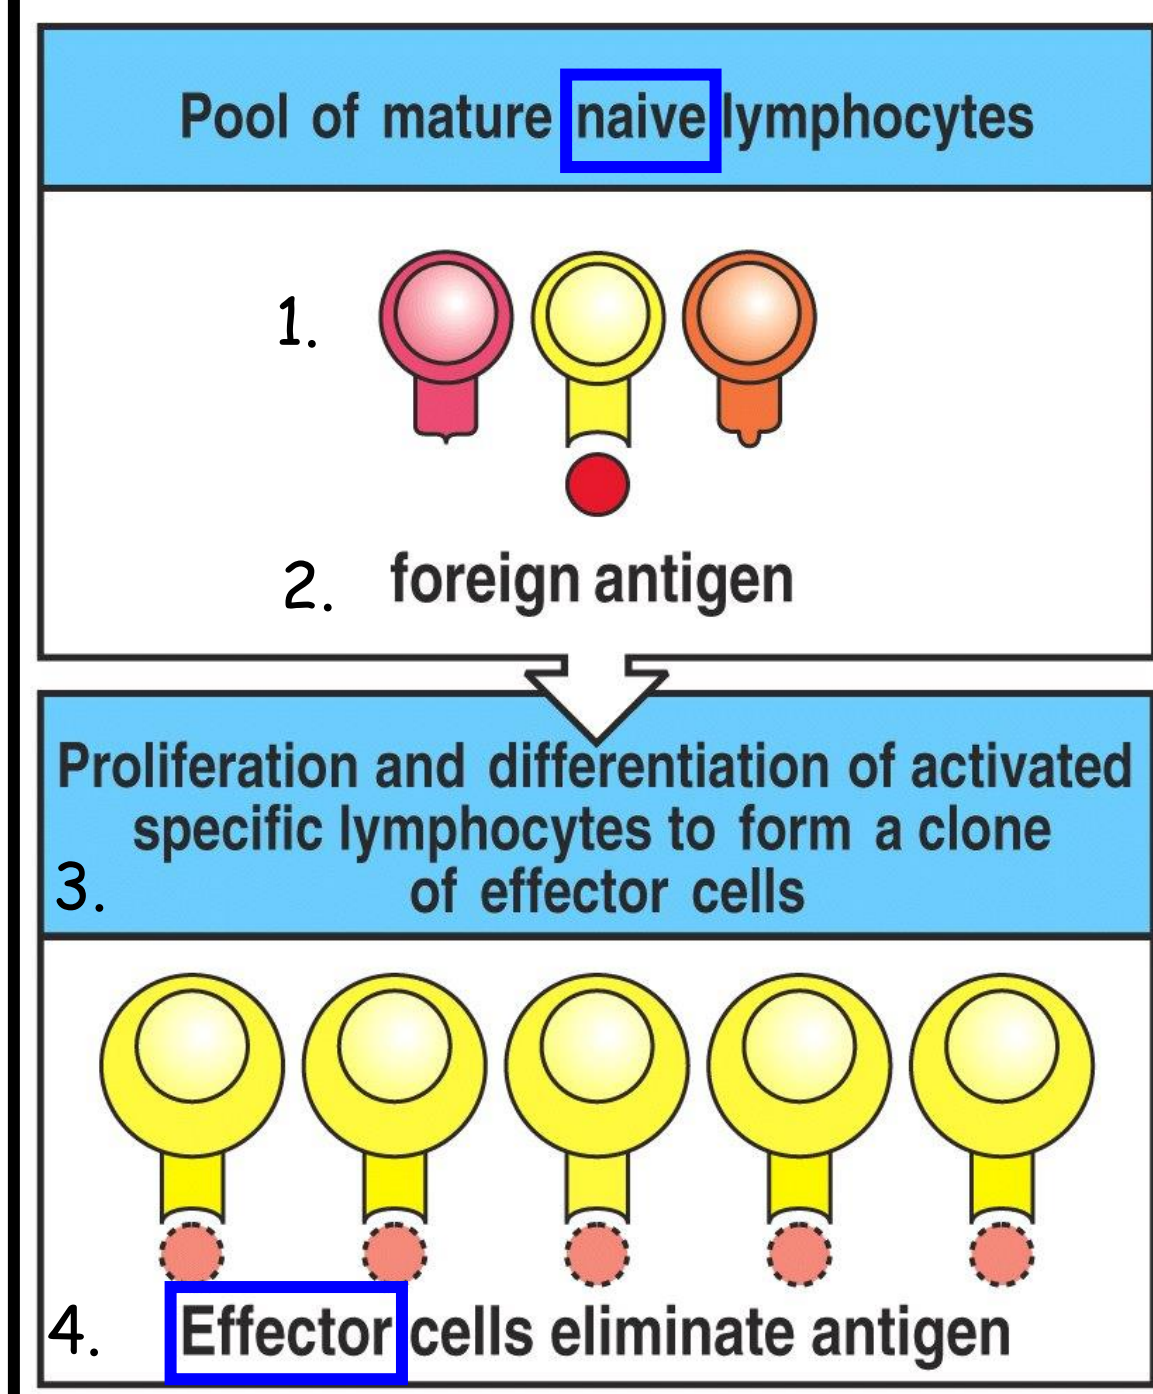 Pool of mature naive lymphocytes
1.
2. foreign antigen
Proliferation and differentiation of activated
specific lymphocytes to form a clone
3. of effector cells
4. Effector cells eliminate antigen